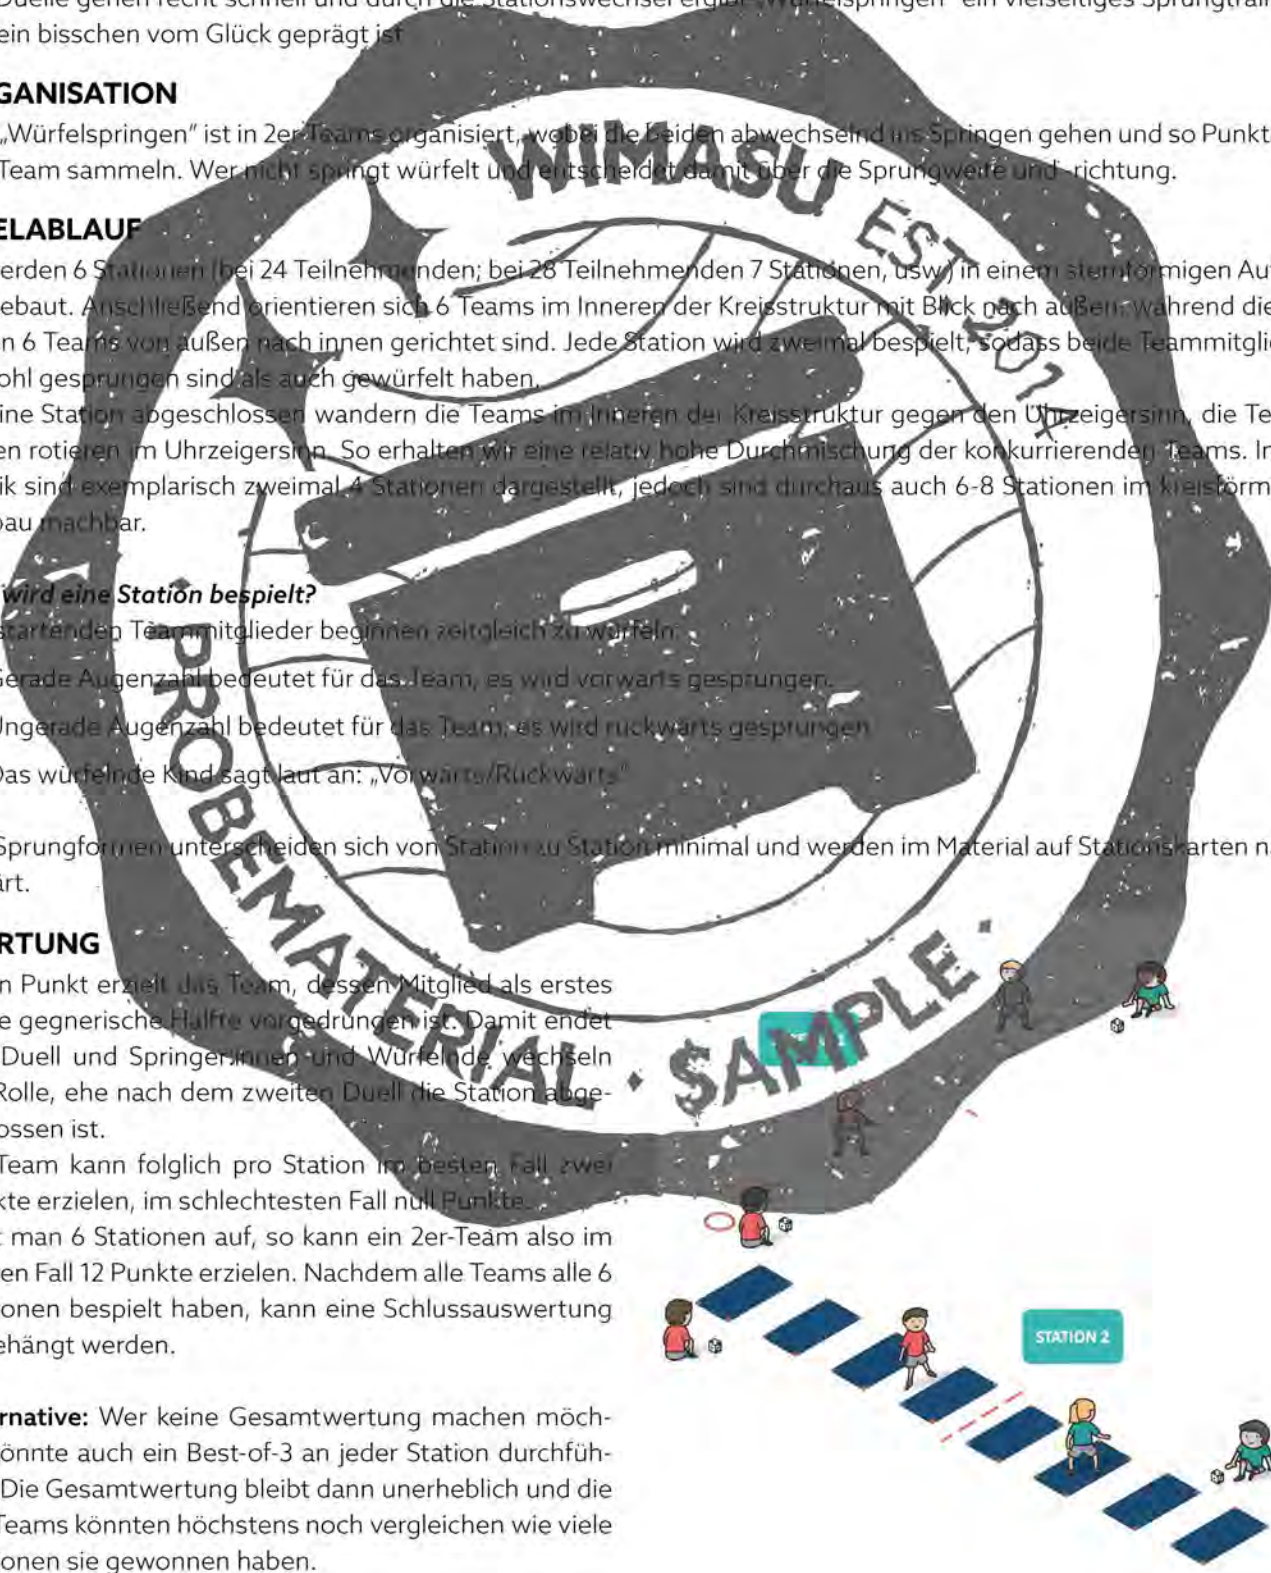 Duelle gehen recht schnell und durch die Stationswechsel ergibt „Würfelspringen“ ein vielseitiges Sprungtrain
ein bisschen vom Glück geprägt ist
GANISATION
„Würfelspringen“ ist in 2er-Teams organisiert, wobei die beiden abwechselnd ins Springen gehen und so Punkt
Team sammeln. Wer nicht springt würfelt und entscheidet damit über die Sprungweite und -richtung.
ELABLAUF
erden 6 Stationen (bei 24 Teilnehmenden; bei 28 Teilnehmenden 7 Stationen, usw.) in einem sternförmigen Au
ebaut. Anschließend orientieren sich 6 Teams im Inneren der Kreisstruktur mit Blick nach außen, während die
n 6 Teams von außen nach innen gerichtet sind. Jede Station wird zweimal bespielt, sodass beide Teammitglie
ohl gesprungen sind als auch gewürfelt haben.
ine Station abgeschlossen wandern die Teams im Inneren der Kreisstruktur gegen den Uhrzeigersinn, die Te
en rotieren im Uhrzeigersinn. So erhalten wir eine relativ hohe Durchmischung der konkurrierenden Teams. In
ik sind exemplarisch zweimal 4 Stationen dargestellt, jedoch sind durchaus auch 6-8 Stationen im kreisförm
bau machbar.
wird eine Station bespielt?
startenden Teammitglieder beginnen zeitgleich zu würfeln.
Gerade Augenzahl bedeutet für das Team, es wird vorwärts gesprungen.
Ungerade Augenzahl bedeutet für das Team, es wird rückwärts gesprungen
Das würfelnde Kind sagt laut an: „Vorwärts/Rückwärts“
Sprungformen unterscheiden sich von Station zu Station minimal und werden im Material auf Stationskarten n
ärt.
RTUNG
n Punkt erzielt das Team, dessen Mitglied als erstes
e gegnerische Hälfte vorgedrungen ist. Damit endet
Duell und Springer:innen und Würfelnde wechseln
Rolle, ehe nach dem zweiten Duell die Station abge-
ossen ist.
Team kann folglich pro Station im besten Fall zwei
kte erzielen, im schlechtesten Fall null Punkte.
t man 6 Stationen auf, so kann ein 2er-Team also im
en Fall 12 Punkte erzielen. Nachdem alle Teams alle 6
ionen bespielt haben, kann eine Schlussauswertung
ehängt werden.
rnative: Wer keine Gesamtwertung machen möch-
önnte auch ein Best-of-3 an jeder Station durchfüh-
Die Gesamtwertung bleibt dann unerheblich und die
Teams könnten höchstens noch vergleichen wie viele
ionen sie gewonnen haben.
STATION 2
WIMASU EST 2014
PROBEMATERIAL · SAMPLE